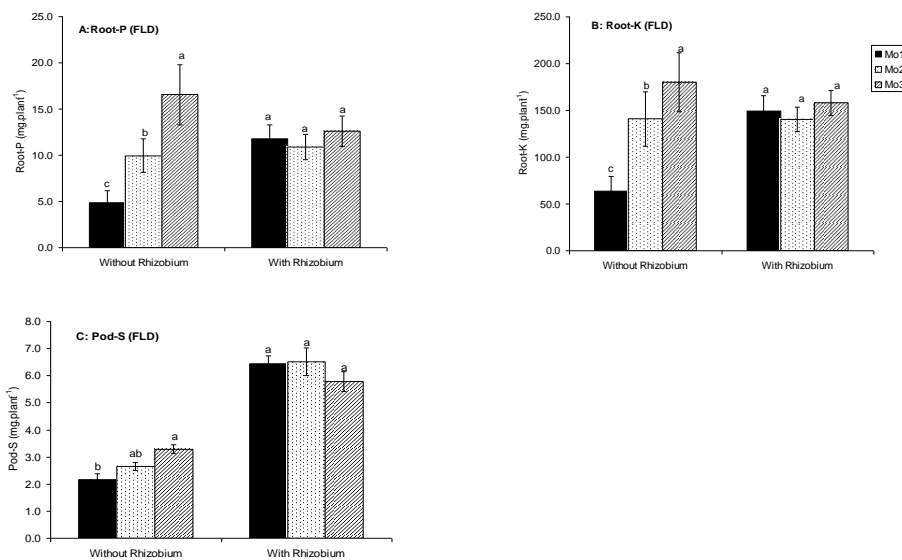 A:Root-P (FLD)
25.0
20.0
15.0
10.0
5.0
0.0
Root-P (mg.plant⁻¹)
c
b
a
a
a
a
Without Rhizobium
With Rhizobium
B: Root-K (FLD)
250.0
200.0
150.0
100.0
50.0
0.0
Root-K (mg.plant⁻¹)
c
b
a
a
a
a
Without Rhizobium
With Rhizobium
Mo1
Mo2
Mo3
C: Pod-S (FLD)
8.0
7.0
6.0
5.0
4.0
3.0
2.0
1.0
0.0
Pod-S (mg.plant⁻¹)
b
ab
a
a
a
a
Without Rhizobium
With Rhizobium